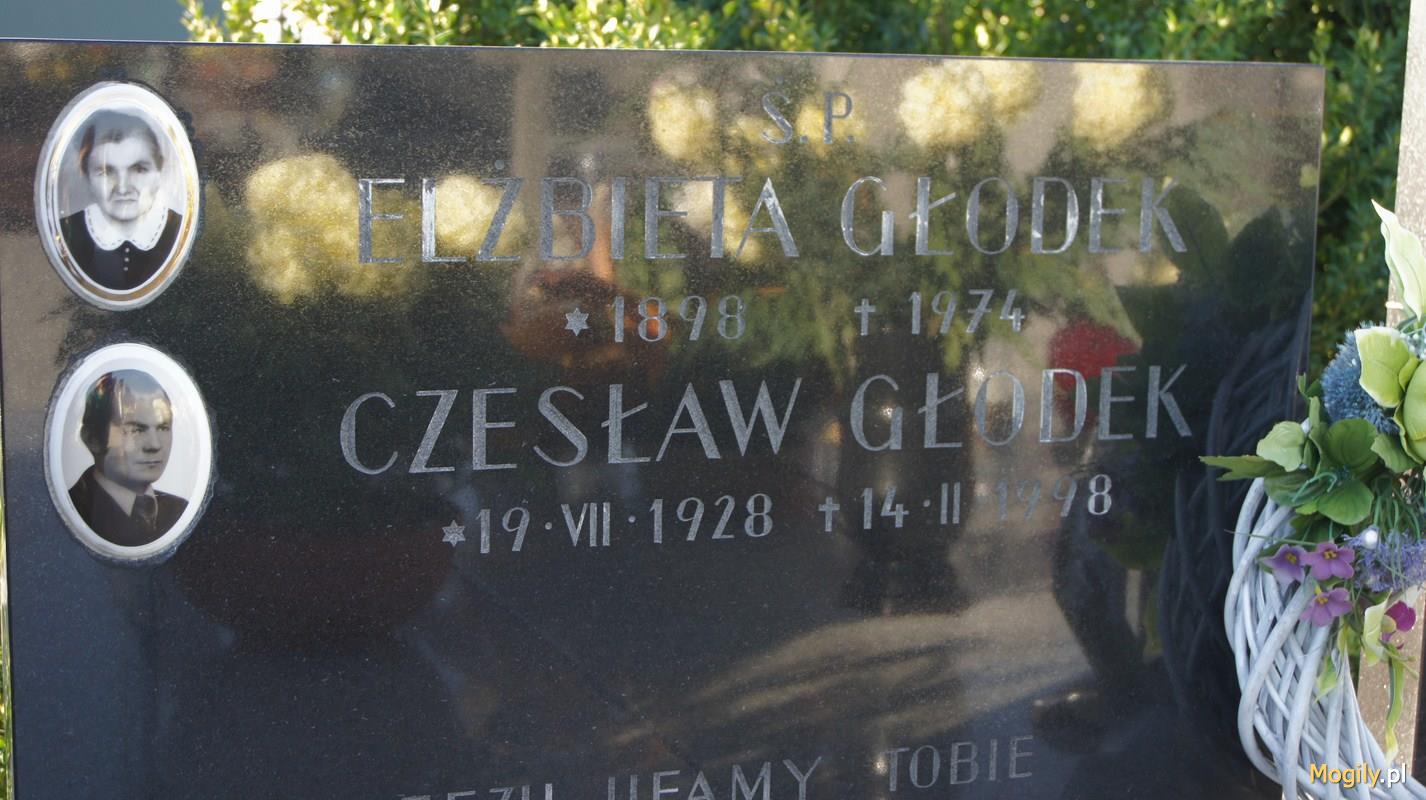 Ś.P.
ELŻBIETA GŁODEK
✶1898 †1974
CZESŁAW GŁODEK
✶19·VII·1928 †14·II·1998
UFAMY TOBIE
Mogily.pl